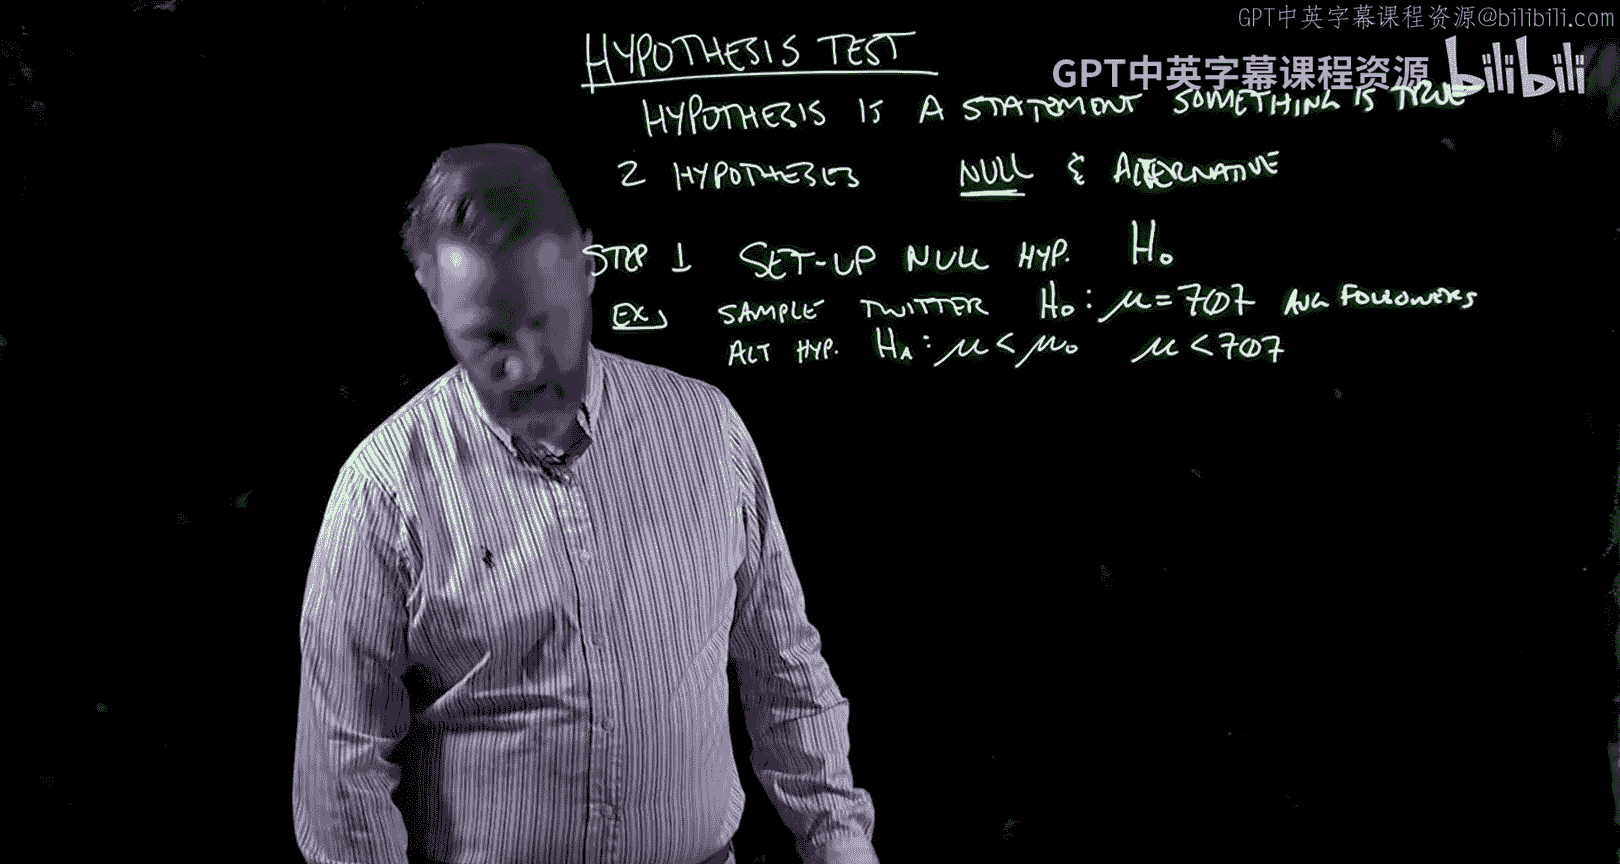 GPT中英字幕课程资源@bilibili.com
GPT中英字幕课程资源 bilibili
HYPOTHESIS TEST
HYPOTHESIS IS A STATEMENT SOMETHING IS TRUE
2 HYPOTHESES NULL & ALTERNATIVE
STEP 1 SET-UP NULL HYP. H₀
EX, SAMPLE TWITTER H₀: μ = 707 AVG FOLLOWERS
ALT HYP. Hₐ: μ < μ₀ μ < 707